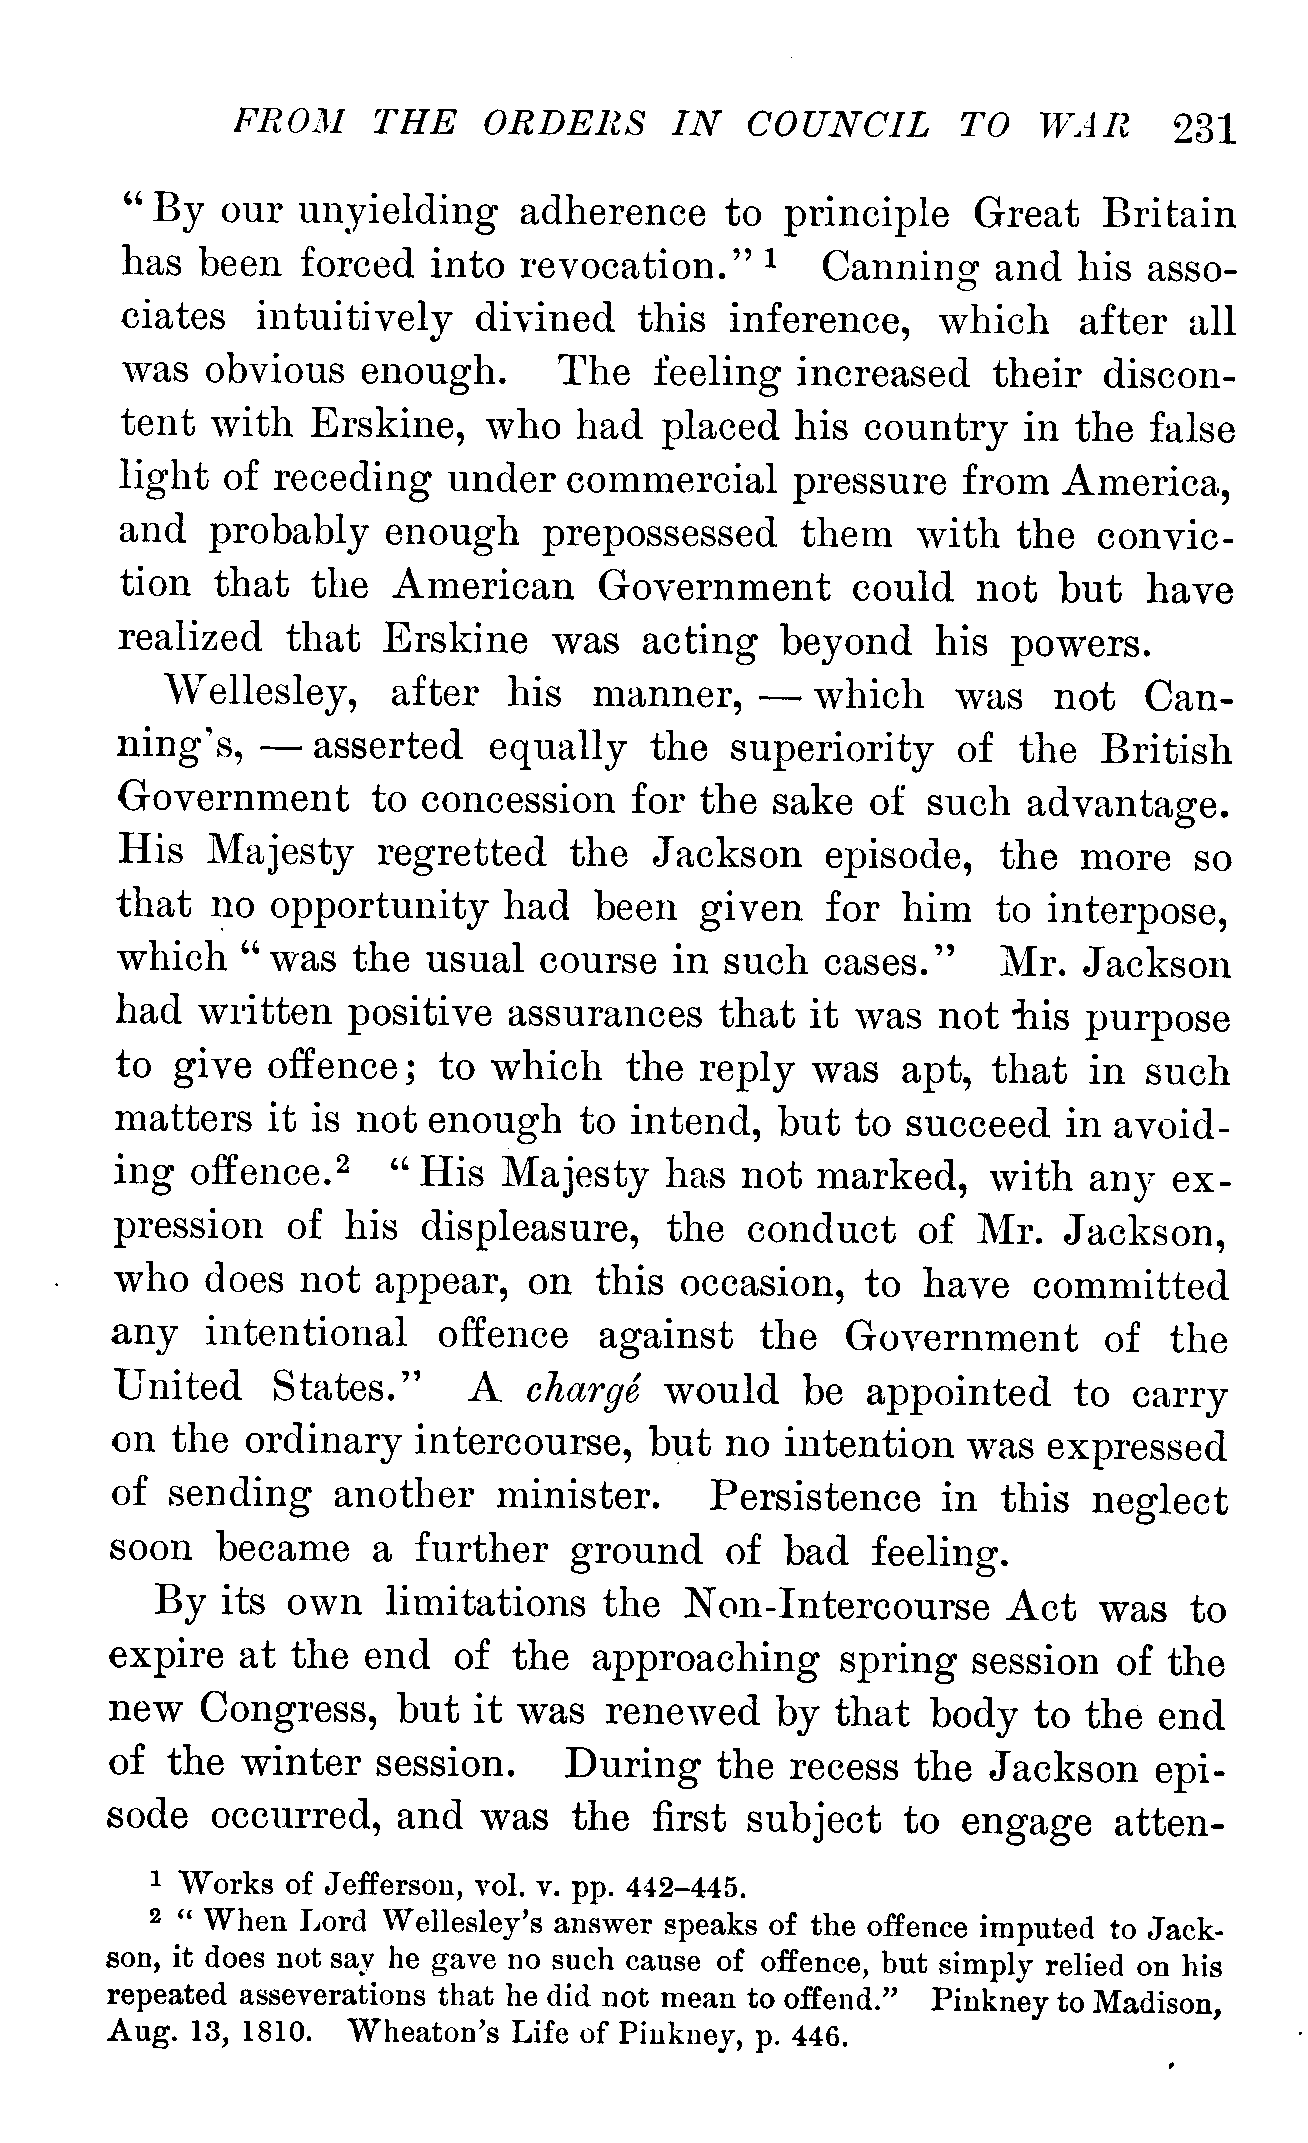 FROM THE ORDERS IN COUNCIL TO WAR 231
“By our unyielding adherence to principle Great Britain
has been forced into revocation.” ¹ Canning and his asso-
ciates intuitively divined this inference, which after all
was obvious enough. The feeling increased their discon-
tent with Erskine, who had placed his country in the false
light of receding under commercial pressure from America,
and probably enough prepossessed them with the convic-
tion that the American Government could not but have
realized that Erskine was acting beyond his powers.
Wellesley, after his manner, — which was not Can-
ning's, — asserted equally the superiority of the British
Government to concession for the sake of such advantage.
His Majesty regretted the Jackson episode, the more so
that no opportunity had been given for him to interpose,
which “was the usual course in such cases.” Mr. Jackson
had written positive assurances that it was not his purpose
to give offence; to which the reply was apt, that in such
matters it is not enough to intend, but to succeed in avoid-
ing offence.² “His Majesty has not marked, with any ex-
pression of his displeasure, the conduct of Mr. Jackson,
who does not appear, on this occasion, to have committed
any intentional offence against the Government of the
United States.” A chargé would be appointed to carry
on the ordinary intercourse, but no intention was expressed
of sending another minister. Persistence in this neglect
soon became a further ground of bad feeling.
By its own limitations the Non-Intercourse Act was to
expire at the end of the approaching spring session of the
new Congress, but it was renewed by that body to the end
of the winter session. During the recess the Jackson epi-
sode occurred, and was the first subject to engage atten-
¹ Works of Jefferson, vol. v. pp. 442–445.
² “When Lord Wellesley's answer speaks of the offence imputed to Jack-
son, it does not say he gave no such cause of offence, but simply relied on his
repeated asseverations that he did not mean to offend.” Pinkney to Madison,
Aug. 13, 1810. Wheaton's Life of Pinkney, p. 446.